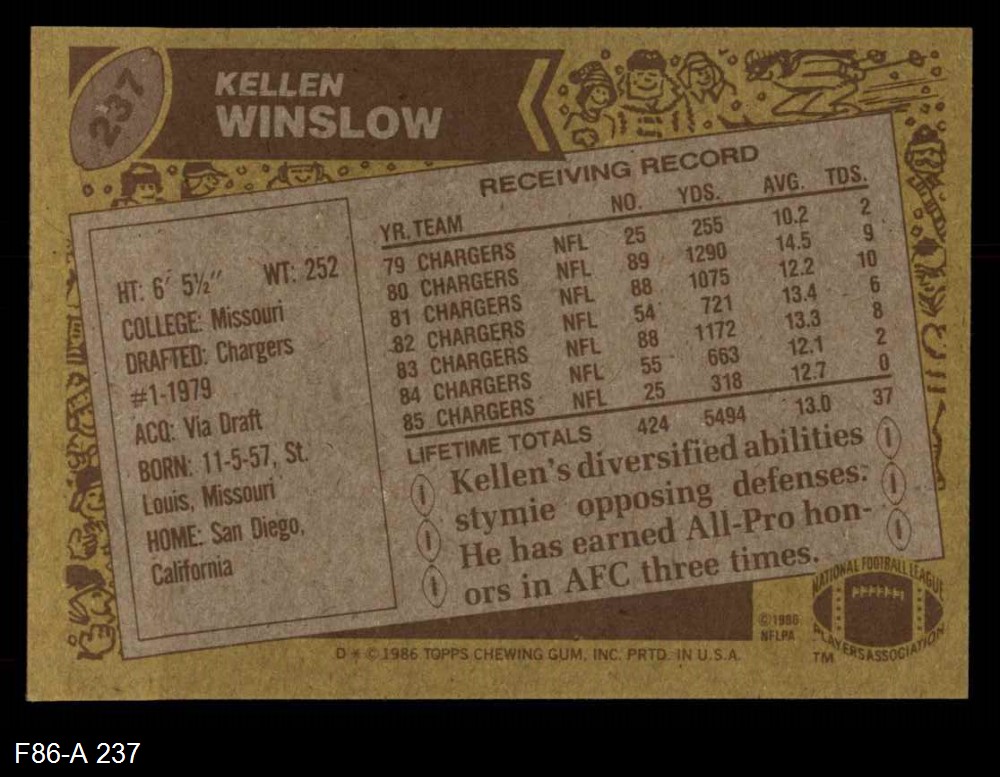 237
KELLEN
WINSLOW
HT: 6′ 5½″ WT: 252
COLLEGE: Missouri
DRAFTED: Chargers
#1-1979
ACQ: Via Draft
BORN: 11-5-57, St.
Louis, Missouri
HOME: San Diego,
California
RECEIVING RECORD
YR. TEAM NO. YDS. AVG. TDS.
79 CHARGERS NFL 25 255 10.2 2
80 CHARGERS NFL 89 1290 14.5 9
81 CHARGERS NFL 88 1075 12.2 10
82 CHARGERS NFL 54 721 13.4 6
83 CHARGERS NFL 88 1172 13.3 8
84 CHARGERS NFL 55 663 12.1 2
85 CHARGERS NFL 25 318 12.7 0
LIFETIME TOTALS 424 5494 13.0 37
Kellen's diversified abilities
stymie opposing defenses.
He has earned All-Pro hon-
ors in AFC three times.
© 1986
NFLPA
NATIONAL FOOTBALL LEAGUE
PLAYERS ASSOCIATION
TM
D * © 1986 TOPPS CHEWING GUM, INC. PRTD. IN U.S.A.
F86-A 237